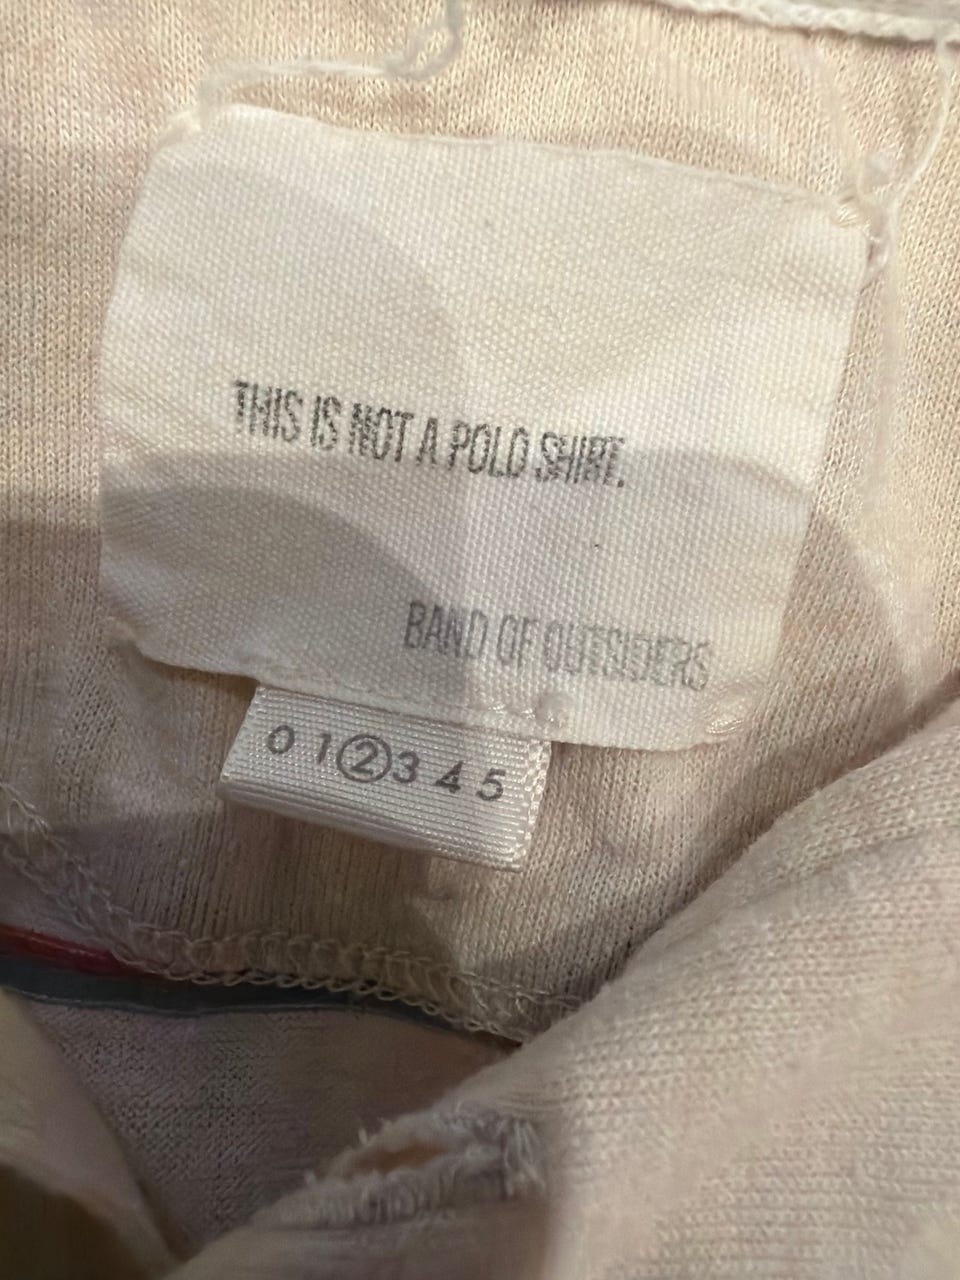 THIS IS NOT A POLO SHIRT.
BAND OF OUTSIDERS
0 1 2 3 4 5